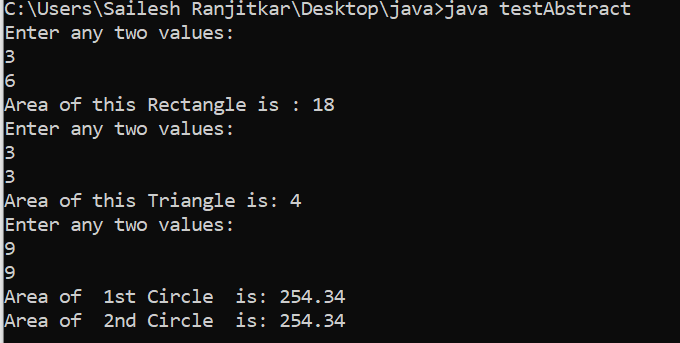 C:\Users\Sailesh Ranjitkar\Desktop\java>java testAbstract
Enter any two values:
3
6
Area of this Rectangle is : 18
Enter any two values:
3
3
Area of this Triangle is: 4
Enter any two values:
9
9
Area of  1st Circle  is: 254.34
Area of  2nd Circle  is: 254.34